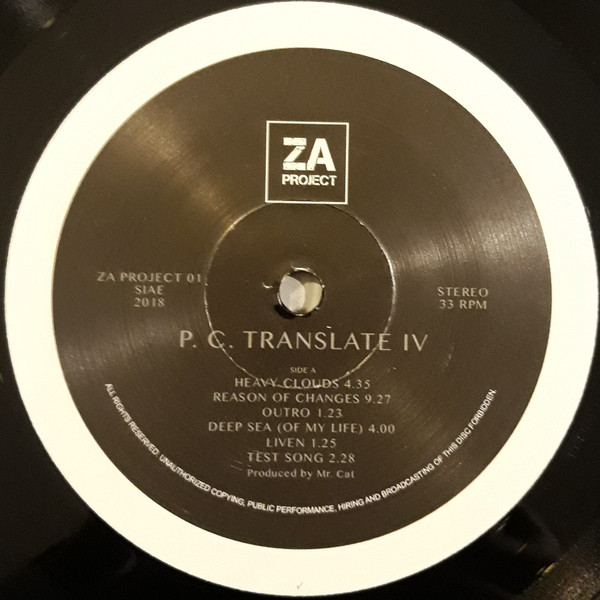 ZA
PROJECT
ZA PROJECT 01
SIAE
2018
STEREO
33 RPM
P. C. TRANSLATE IV
SIDE A
HEAVY CLOUDS 4.35
REASON OF CHANGES 9.27
OUTRO 1.23
DEEP SEA (OF MY LIFE) 4.00
LIVEN 1.25
TEST SONG 2.28
Produced by Mr. Cat
ALL RIGHTS RESERVED. UNAUTHORIZED COPYING, PUBLIC PERFORMANCE, HIRING AND BROADCASTING OF THIS DISC FORBIDDEN.